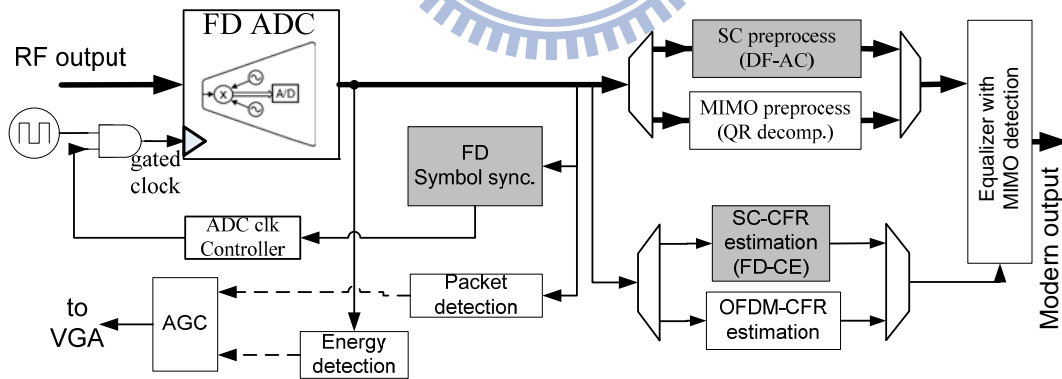 FD ADC
RF output
X
A/D
gated
clock
FD
Symbol sync.
ADC clk
Controller
to
VGA
AGC
Packet
detection
Energy
detection
SC preprocess
(DF-AC)
MIMO preprocess
(QR decomp.)
SC-CFR
estimation
(FD-CE)
OFDM-CFR
estimation
Equalizer with
MIMO detection
Modern output